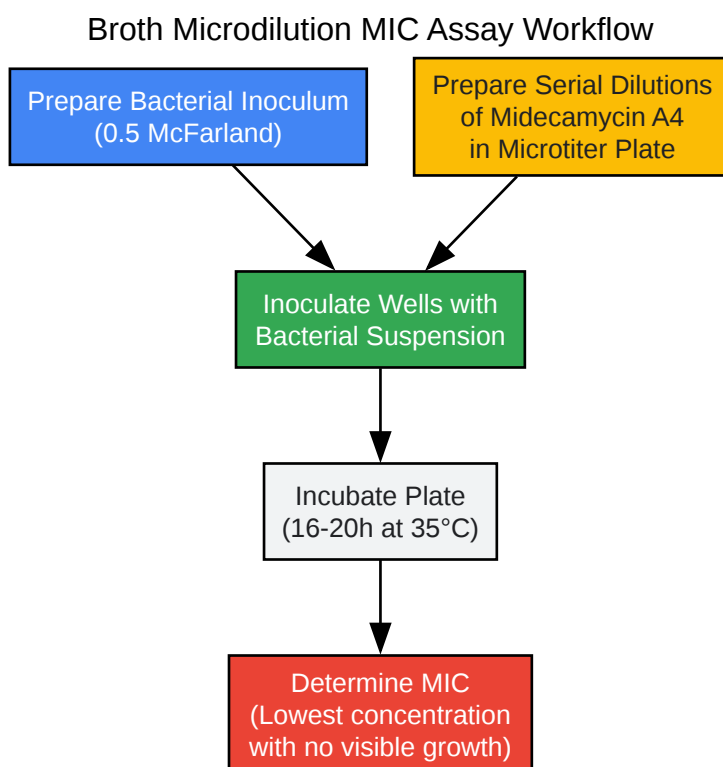 Broth Microdilution MIC Assay Workflow
Prepare Bacterial Inoculum
(0.5 McFarland)
Prepare Serial Dilutions
of Midecamycin A4
in Microtiter Plate
Inoculate Wells with
Bacterial Suspension
Incubate Plate
(16-20h at 35°C)
Determine MIC
(Lowest concentration
with no visible growth)